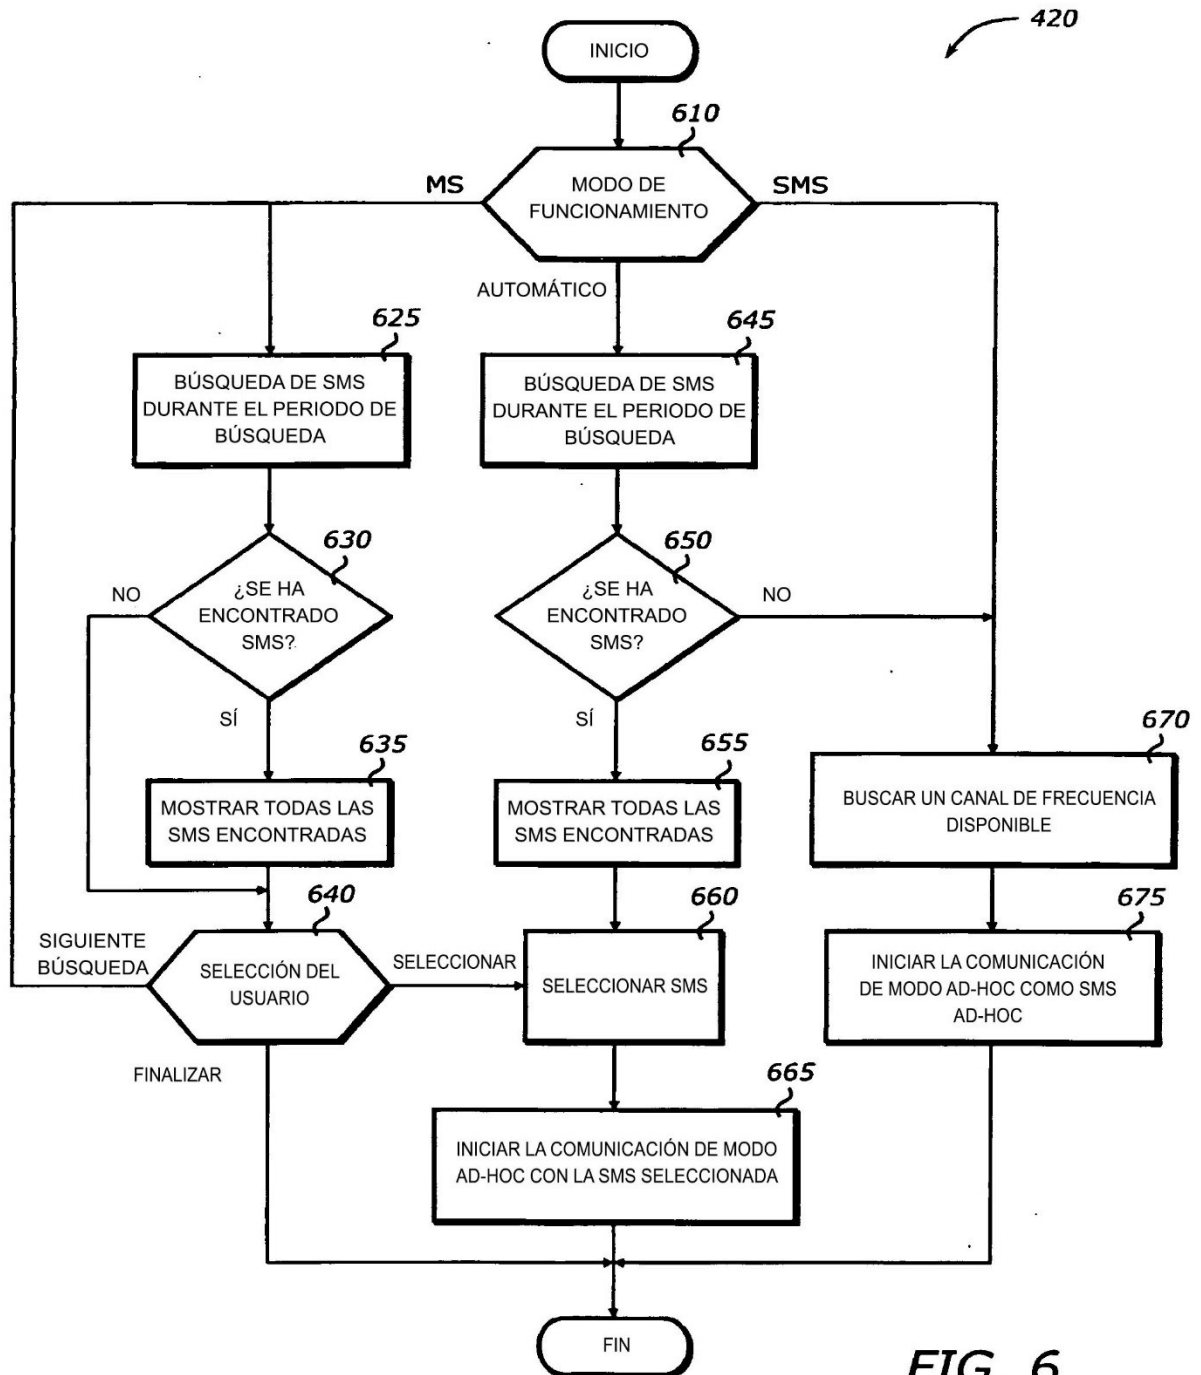 420
INICIO
610
MS
MODO DE
FUNCIONAMIENTO
SMS
AUTOMÁTICO
625
BÚSQUEDA DE SMS
DURANTE EL PERIODO DE
BÚSQUEDA
645
BÚSQUEDA DE SMS
DURANTE EL PERIODO DE
BÚSQUEDA
630
NO
¿SE HA
ENCONTRADO
SMS?
SÍ
650
¿SE HA
ENCONTRADO
SMS?
NO
SÍ
635
MOSTRAR TODAS LAS
SMS ENCONTRADAS
655
MOSTRAR TODAS LAS
SMS ENCONTRADAS
670
BUSCAR UN CANAL DE FRECUENCIA
DISPONIBLE
640
SIGUIENTE
BÚSQUEDA
SELECCIÓN DEL
USUARIO
SELECCIONAR
FINALIZAR
660
SELECCIONAR SMS
675
INICIAR LA COMUNICACIÓN
DE MODO AD-HOC COMO SMS
AD-HOC
665
INICIAR LA COMUNICACIÓN DE MODO
AD-HOC CON LA SMS SELECCIONADA
FIN
FIG. 6